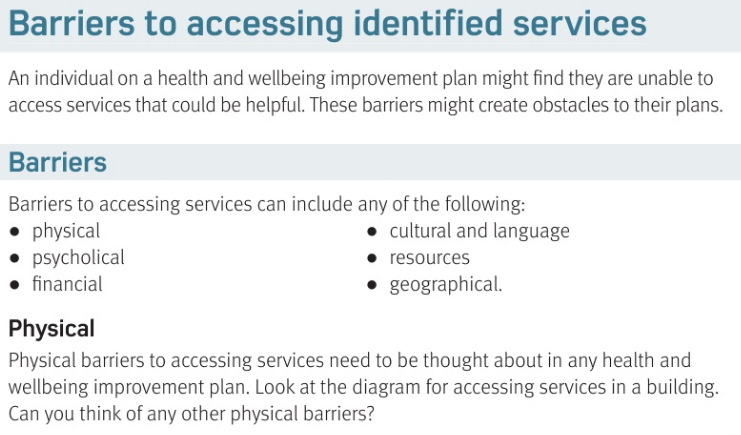 Barriers to accessing identified services
An individual on a health and wellbeing improvement plan might find they are unable to
access services that could be helpful. These barriers might create obstacles to their plans.
Barriers
Barriers to accessing services can include any of the following:
● physical
● psycholical
● financial
● cultural and language
● resources
● geographical.
Physical
Physical barriers to accessing services need to be thought about in any health and
wellbeing improvement plan. Look at the diagram for accessing services in a building.
Can you think of any other physical barriers?